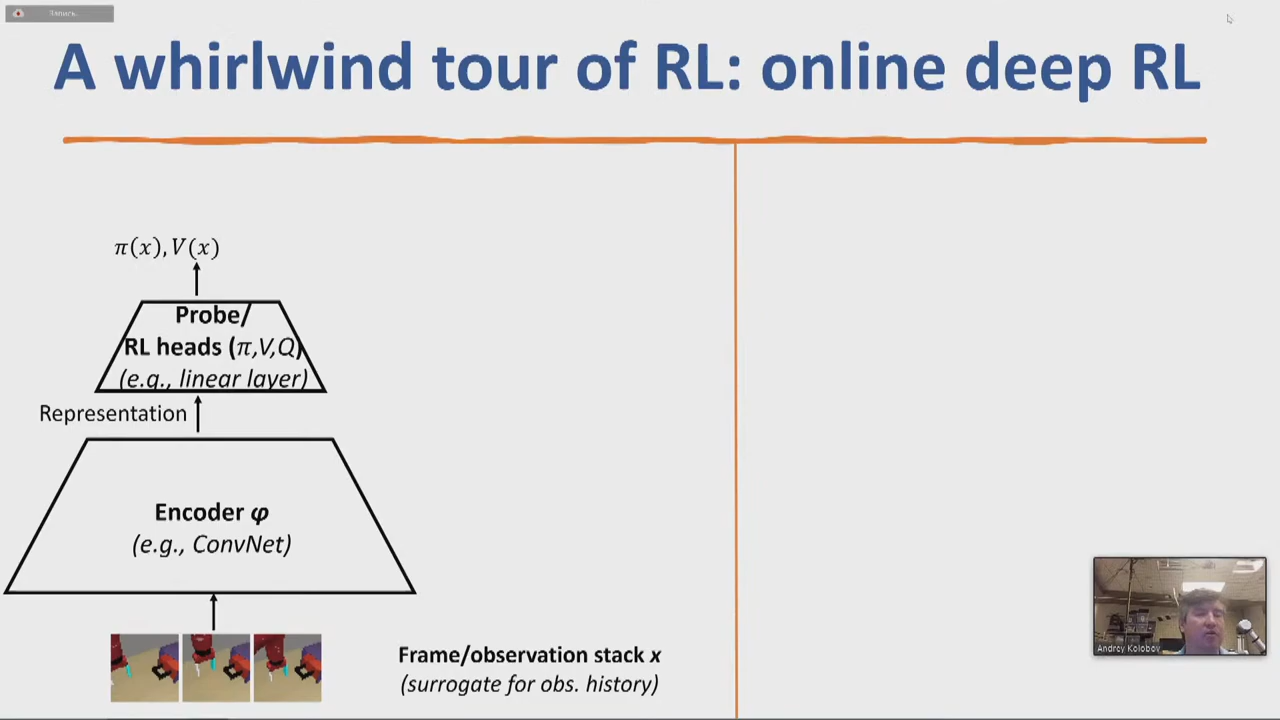 Запись.
A whirlwind tour of RL: online deep RL
π(x), V(x)
Probe/
RL heads (π,V,Q)
(e.g., linear layer)
Representation
Encoder φ
(e.g., ConvNet)
Frame/observation stack x
(surrogate for obs. history)
Andrey Kolobov